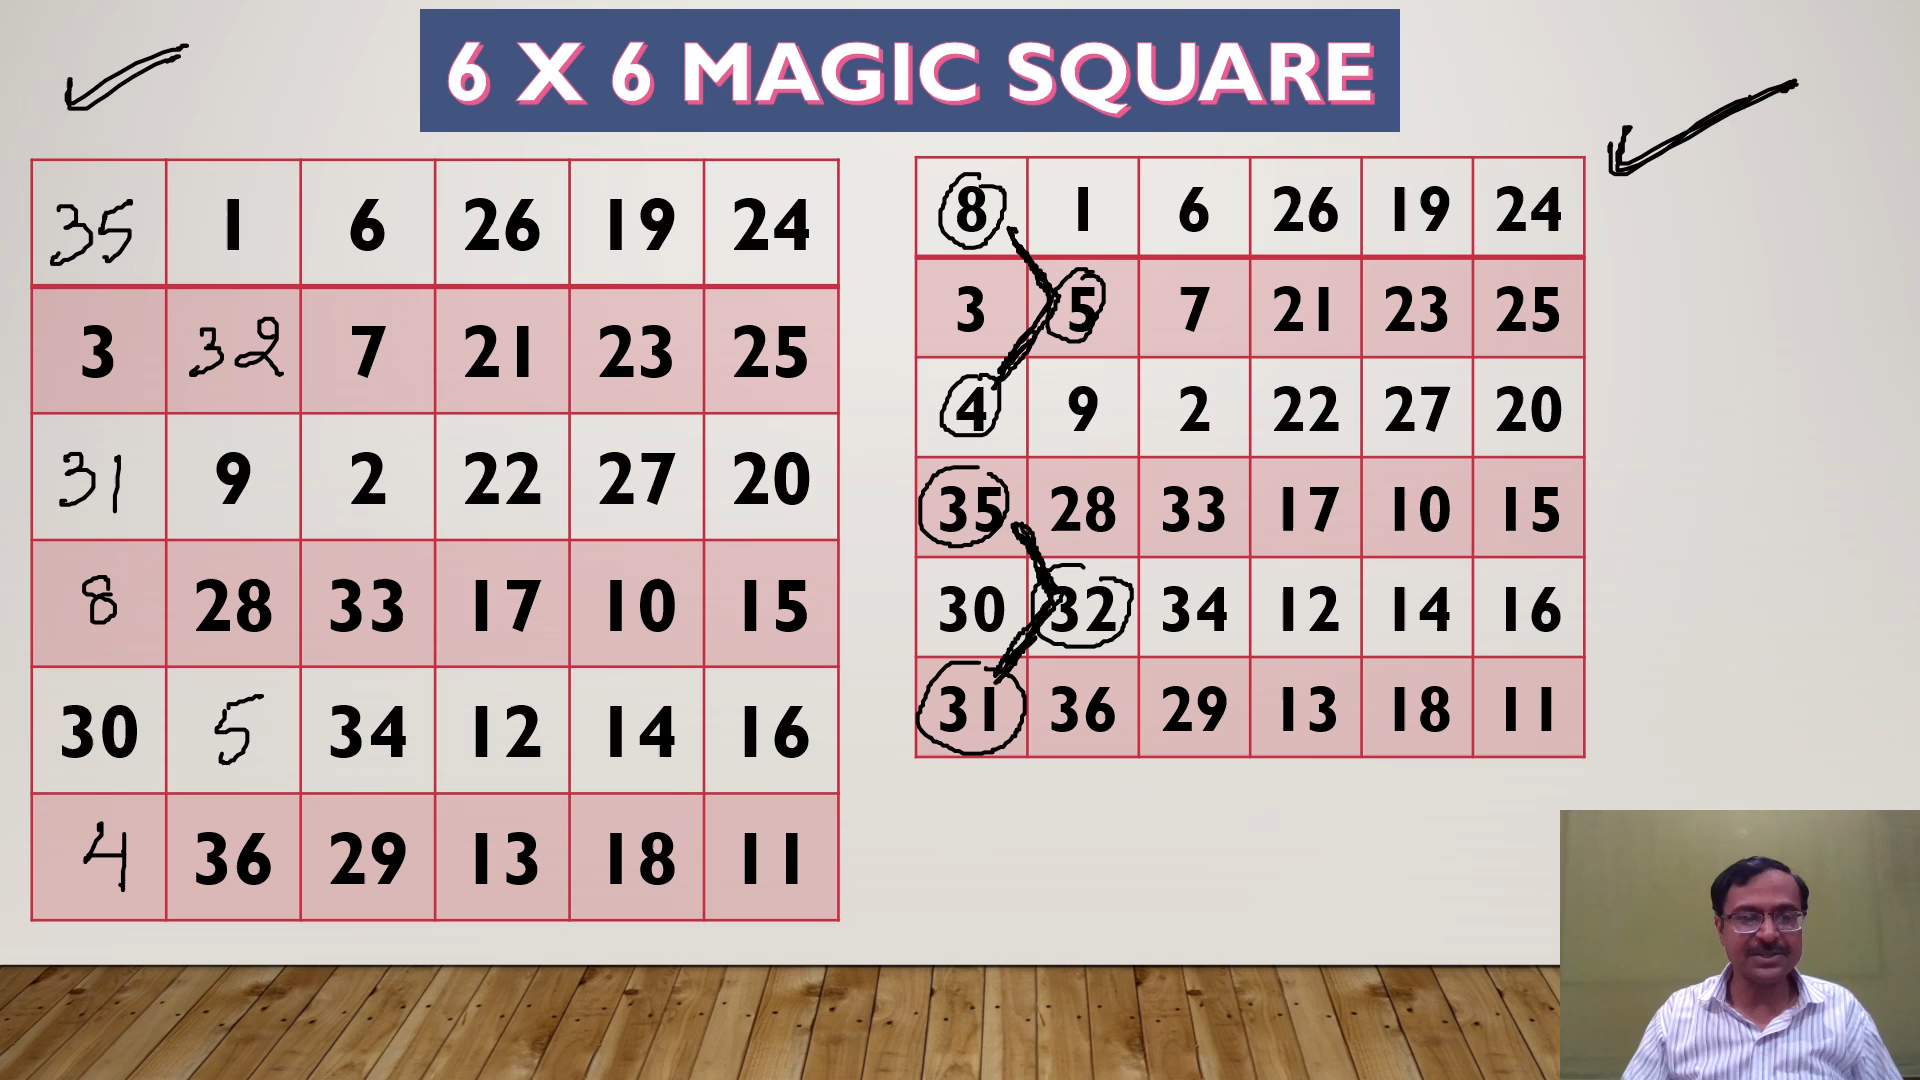 6 X 6 MAGIC SQUARE
35 1 6 26 19 24
3 32 7 21 23 25
31 9 2 22 27 20
8 28 33 17 10 15
30 5 34 12 14 16
4 36 29 13 18 11
8 1 6 26 19 24
3 5 7 21 23 25
4 9 2 22 27 20
35 28 33 17 10 15
30 32 34 12 14 16
31 36 29 13 18 11